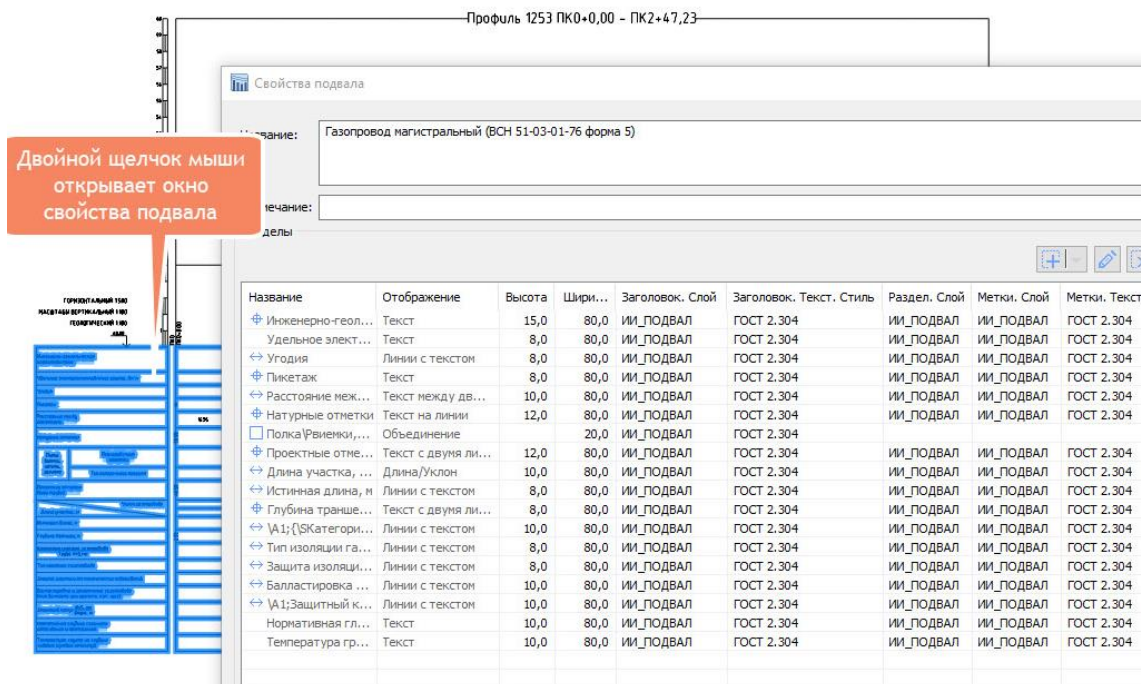 Профиль 1253 ПК0+0,00 - ПК2+47,23
Свойства подвала
Название:
Газопровод магистральный (ВСН 51-03-01-76 форма 5)
Двойной щелчок мыши
открывает окно
свойства подвала
ечание:
делы
ГОРИЗОНТАЛЬНЫЙ 1:500
МАСШТАБЫ ВЕРТИКАЛЬНЫЙ 1:100
ГЕОЛОГИЧЕСКИЙ 1:100
Название Отображение Высота Шири... Заголовок. Слой Заголовок. Текст. Стиль Раздел. Слой Метки. Слой Метки. Текст
Инженерно-геол... Текст 15,0 80,0 ИИ_ПОДВАЛ ГОСТ 2.304 ИИ_ПОДВАЛ ИИ_ПОДВАЛ ГОСТ 2.304
Удельное элект... Текст 8,0 80,0 ИИ_ПОДВАЛ ГОСТ 2.304 ИИ_ПОДВАЛ ИИ_ПОДВАЛ ГОСТ 2.304
Угодия Линии с текстом 8,0 80,0 ИИ_ПОДВАЛ ГОСТ 2.304 ИИ_ПОДВАЛ ИИ_ПОДВАЛ ГОСТ 2.304
Пикетаж Текст 8,0 80,0 ИИ_ПОДВАЛ ГОСТ 2.304 ИИ_ПОДВАЛ ИИ_ПОДВАЛ ГОСТ 2.304
Расстояние меж... Текст между дв... 10,0 80,0 ИИ_ПОДВАЛ ГОСТ 2.304 ИИ_ПОДВАЛ ИИ_ПОДВАЛ ГОСТ 2.304
Натурные отметки Текст на линии 12,0 80,0 ИИ_ПОДВАЛ ГОСТ 2.304 ИИ_ПОДВАЛ ИИ_ПОДВАЛ ГОСТ 2.304
Полка\Pвиемки,... Объединение 20,0 ИИ_ПОДВАЛ ГОСТ 2.304
Проектные отме... Текст с двумя ли... 12,0 80,0 ИИ_ПОДВАЛ ГОСТ 2.304 ИИ_ПОДВАЛ ИИ_ПОДВАЛ ГОСТ 2.304
Длина участка, ... Длина/Уклон 10,0 80,0 ИИ_ПОДВАЛ ГОСТ 2.304 ИИ_ПОДВАЛ ИИ_ПОДВАЛ ГОСТ 2.304
Истинная длина, м Линии с текстом 8,0 80,0 ИИ_ПОДВАЛ ГОСТ 2.304 ИИ_ПОДВАЛ ИИ_ПОДВАЛ ГОСТ 2.304
Глубина транше... Текст с двумя ли... 8,0 80,0 ИИ_ПОДВАЛ ГОСТ 2.304 ИИ_ПОДВАЛ ИИ_ПОДВАЛ ГОСТ 2.304
\A1;{\SКатегори... Линии с текстом 10,0 80,0 ИИ_ПОДВАЛ ГОСТ 2.304 ИИ_ПОДВАЛ ИИ_ПОДВАЛ ГОСТ 2.304
Тип изоляции га... Линии с текстом 8,0 80,0 ИИ_ПОДВАЛ ГОСТ 2.304 ИИ_ПОДВАЛ ИИ_ПОДВАЛ ГОСТ 2.304
Защита изоляци... Линии с текстом 8,0 80,0 ИИ_ПОДВАЛ ГОСТ 2.304 ИИ_ПОДВАЛ ИИ_ПОДВАЛ ГОСТ 2.304
Балластировка ... Линии с текстом 10,0 80,0 ИИ_ПОДВАЛ ГОСТ 2.304 ИИ_ПОДВАЛ ИИ_ПОДВАЛ ГОСТ 2.304
\A1;Защитный к... Линии с текстом 10,0 80,0 ИИ_ПОДВАЛ ГОСТ 2.304 ИИ_ПОДВАЛ ИИ_ПОДВАЛ ГОСТ 2.304
Нормативная гл... Текст 10,0 80,0 ИИ_ПОДВАЛ ГОСТ 2.304 ИИ_ПОДВАЛ ИИ_ПОДВАЛ ГОСТ 2.304
Температура гр... Текст 10,0 80,0 ИИ_ПОДВАЛ ГОСТ 2.304 ИИ_ПОДВАЛ ИИ_ПОДВАЛ ГОСТ 2.304